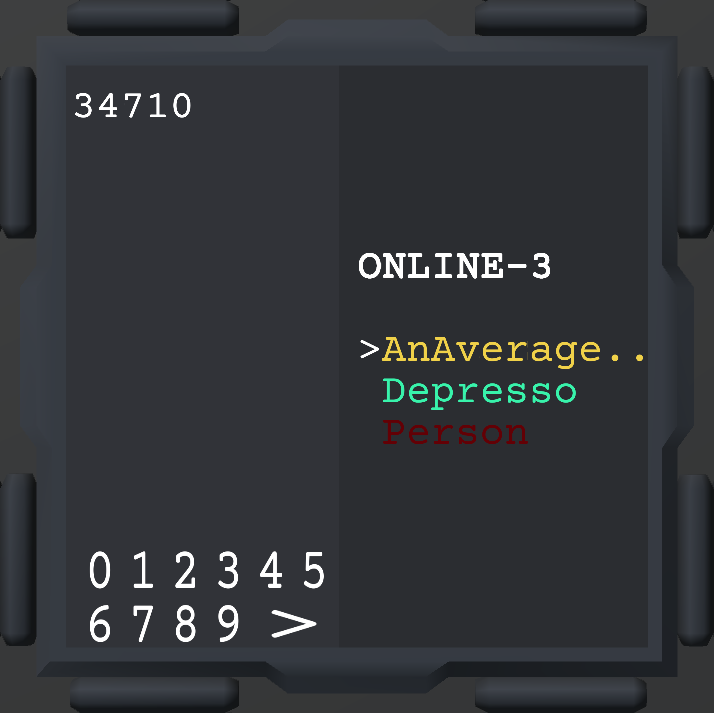 34710
ONLINE-3
>AnAverage..
Depresso
Person
0 1 2 3 4 5
6 7 8 9 >